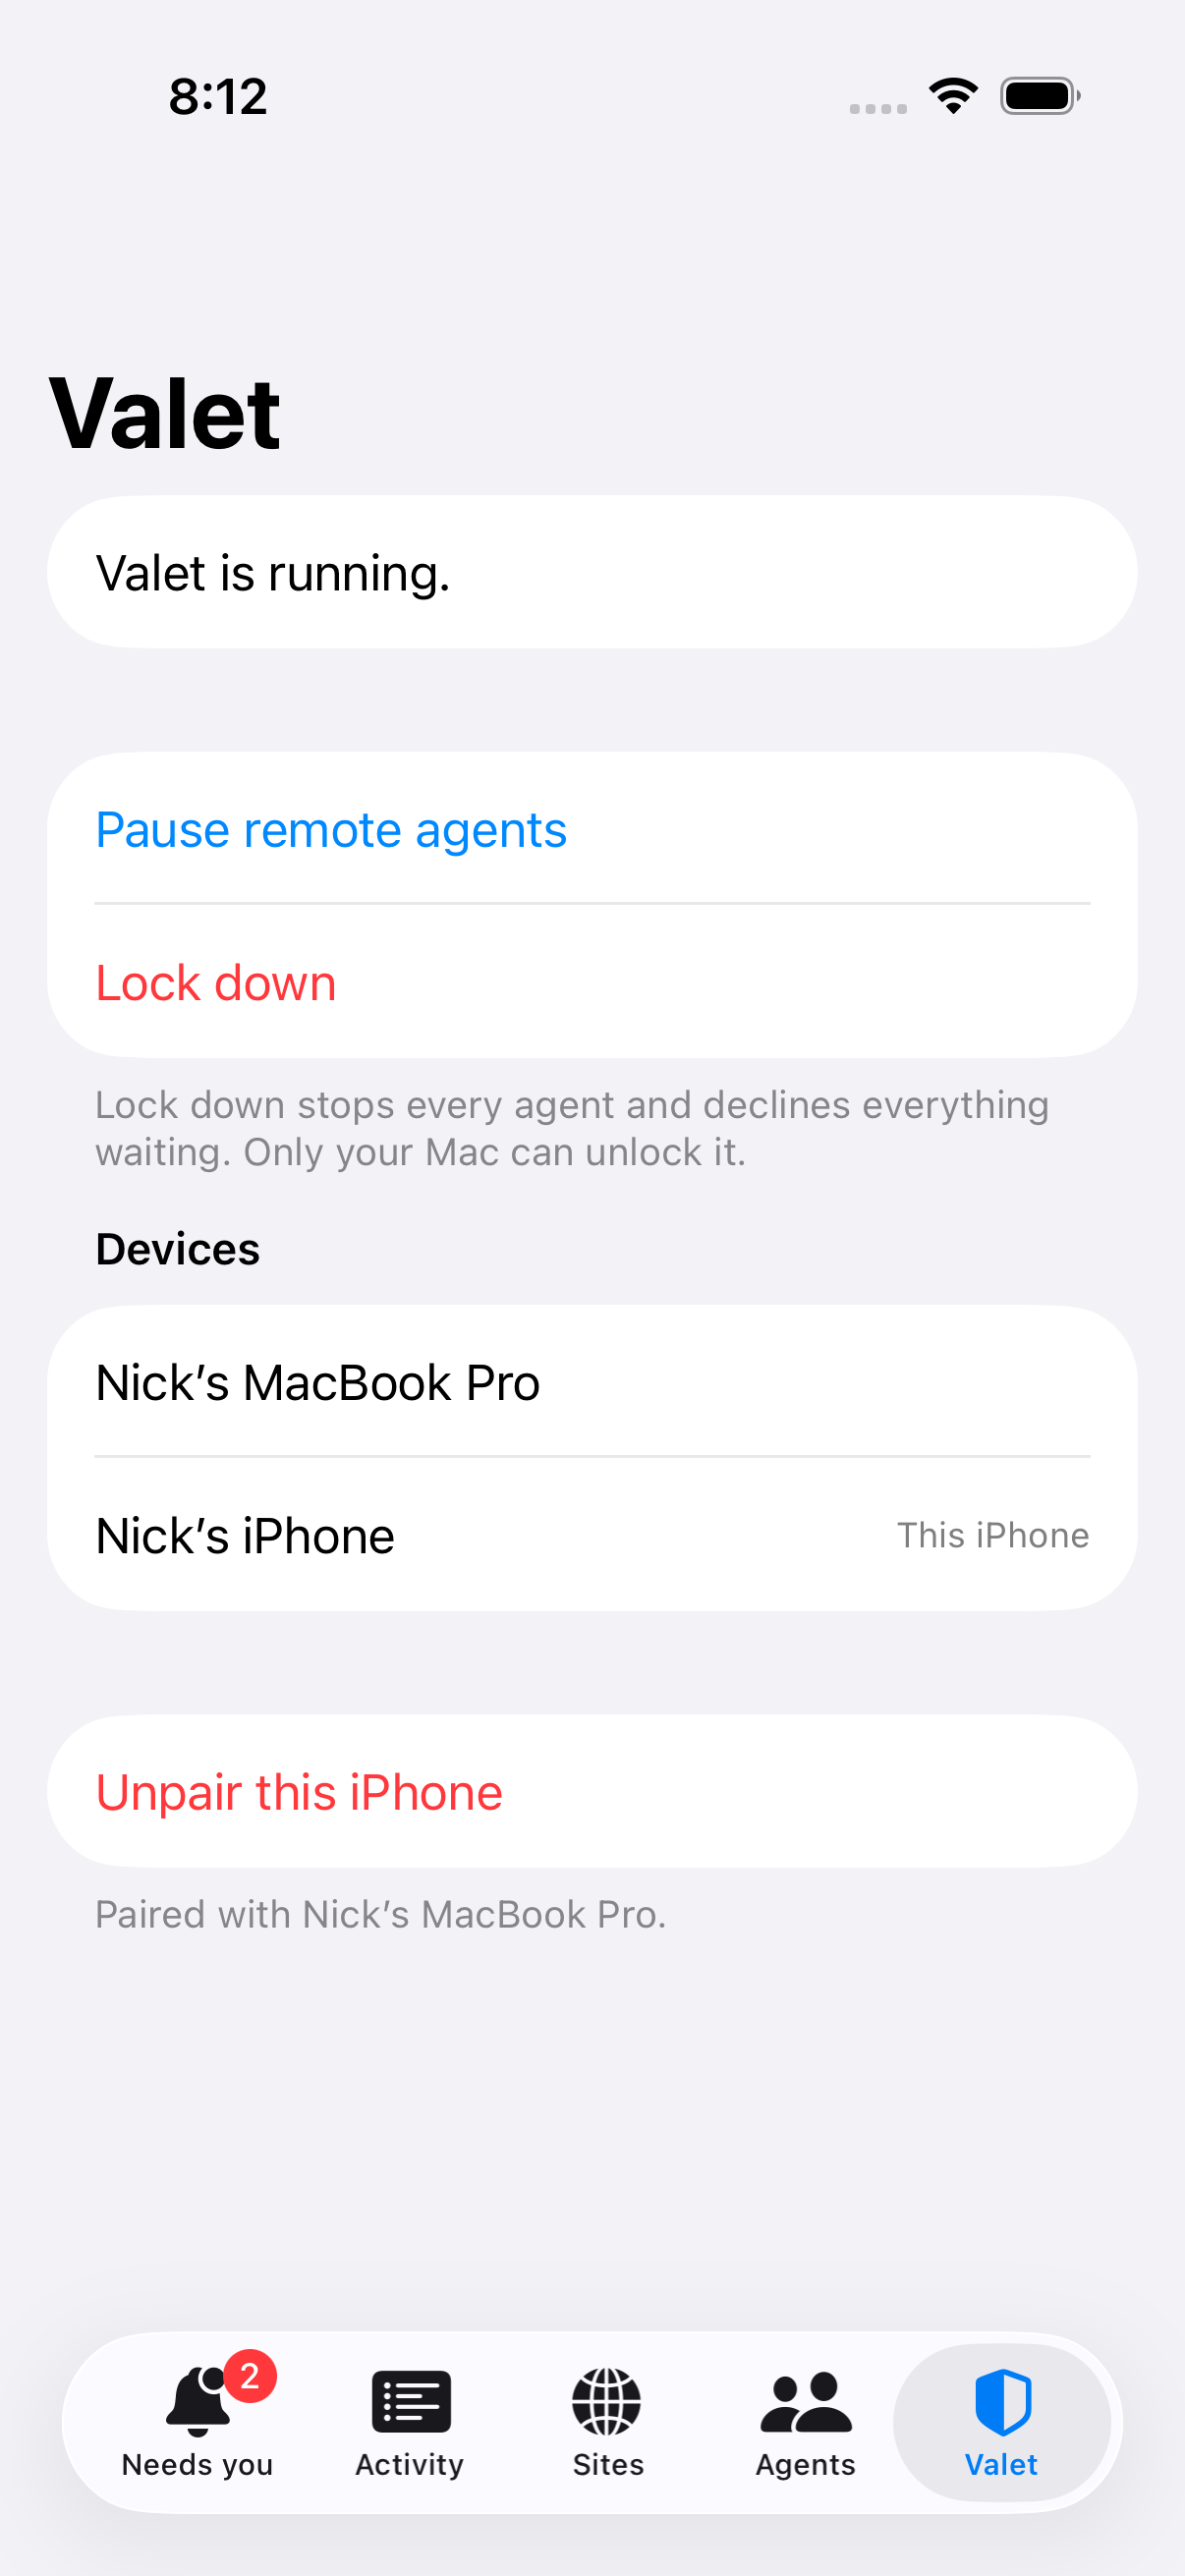 8:12
Valet
Valet is running.
Pause remote agents
Lock down
Lock down stops every agent and declines everything
waiting. Only your Mac can unlock it.
Devices
Nick’s MacBook Pro
Nick’s iPhone
This iPhone
Unpair this iPhone
Paired with Nick’s MacBook Pro.
2
Needs you
Activity
Sites
Agents
Valet